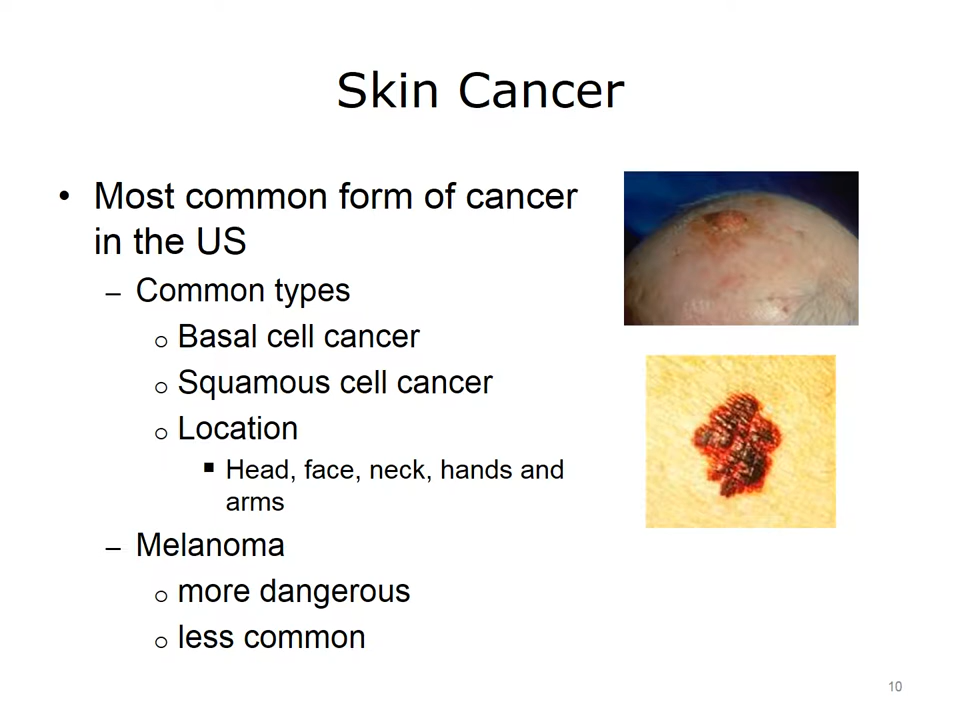 Skin Cancer
• Most common form of cancer
in the US
– Common types
o Basal cell cancer
o Squamous cell cancer
o Location
▪ Head, face, neck, hands and
arms
– Melanoma
o more dangerous
o less common
10